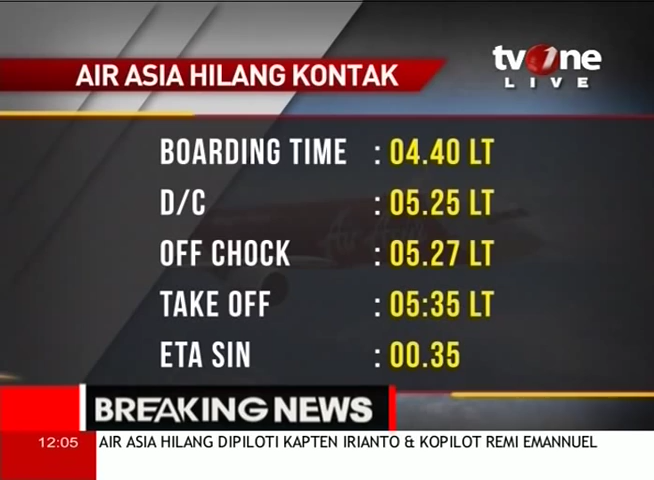 AIR ASIA HILANG KONTAK
tvOne
LIVE
BOARDING TIME : 04.40 LT
D/C : 05.25 LT
OFF CHOCK : 05.27 LT
TAKE OFF : 05:35 LT
ETA SIN : 00.35
BREAKING NEWS
12:05 AIR ASIA HILANG DIPILOTI KAPTEN IRIANTO & KOPILOT REMI EMANNUEL